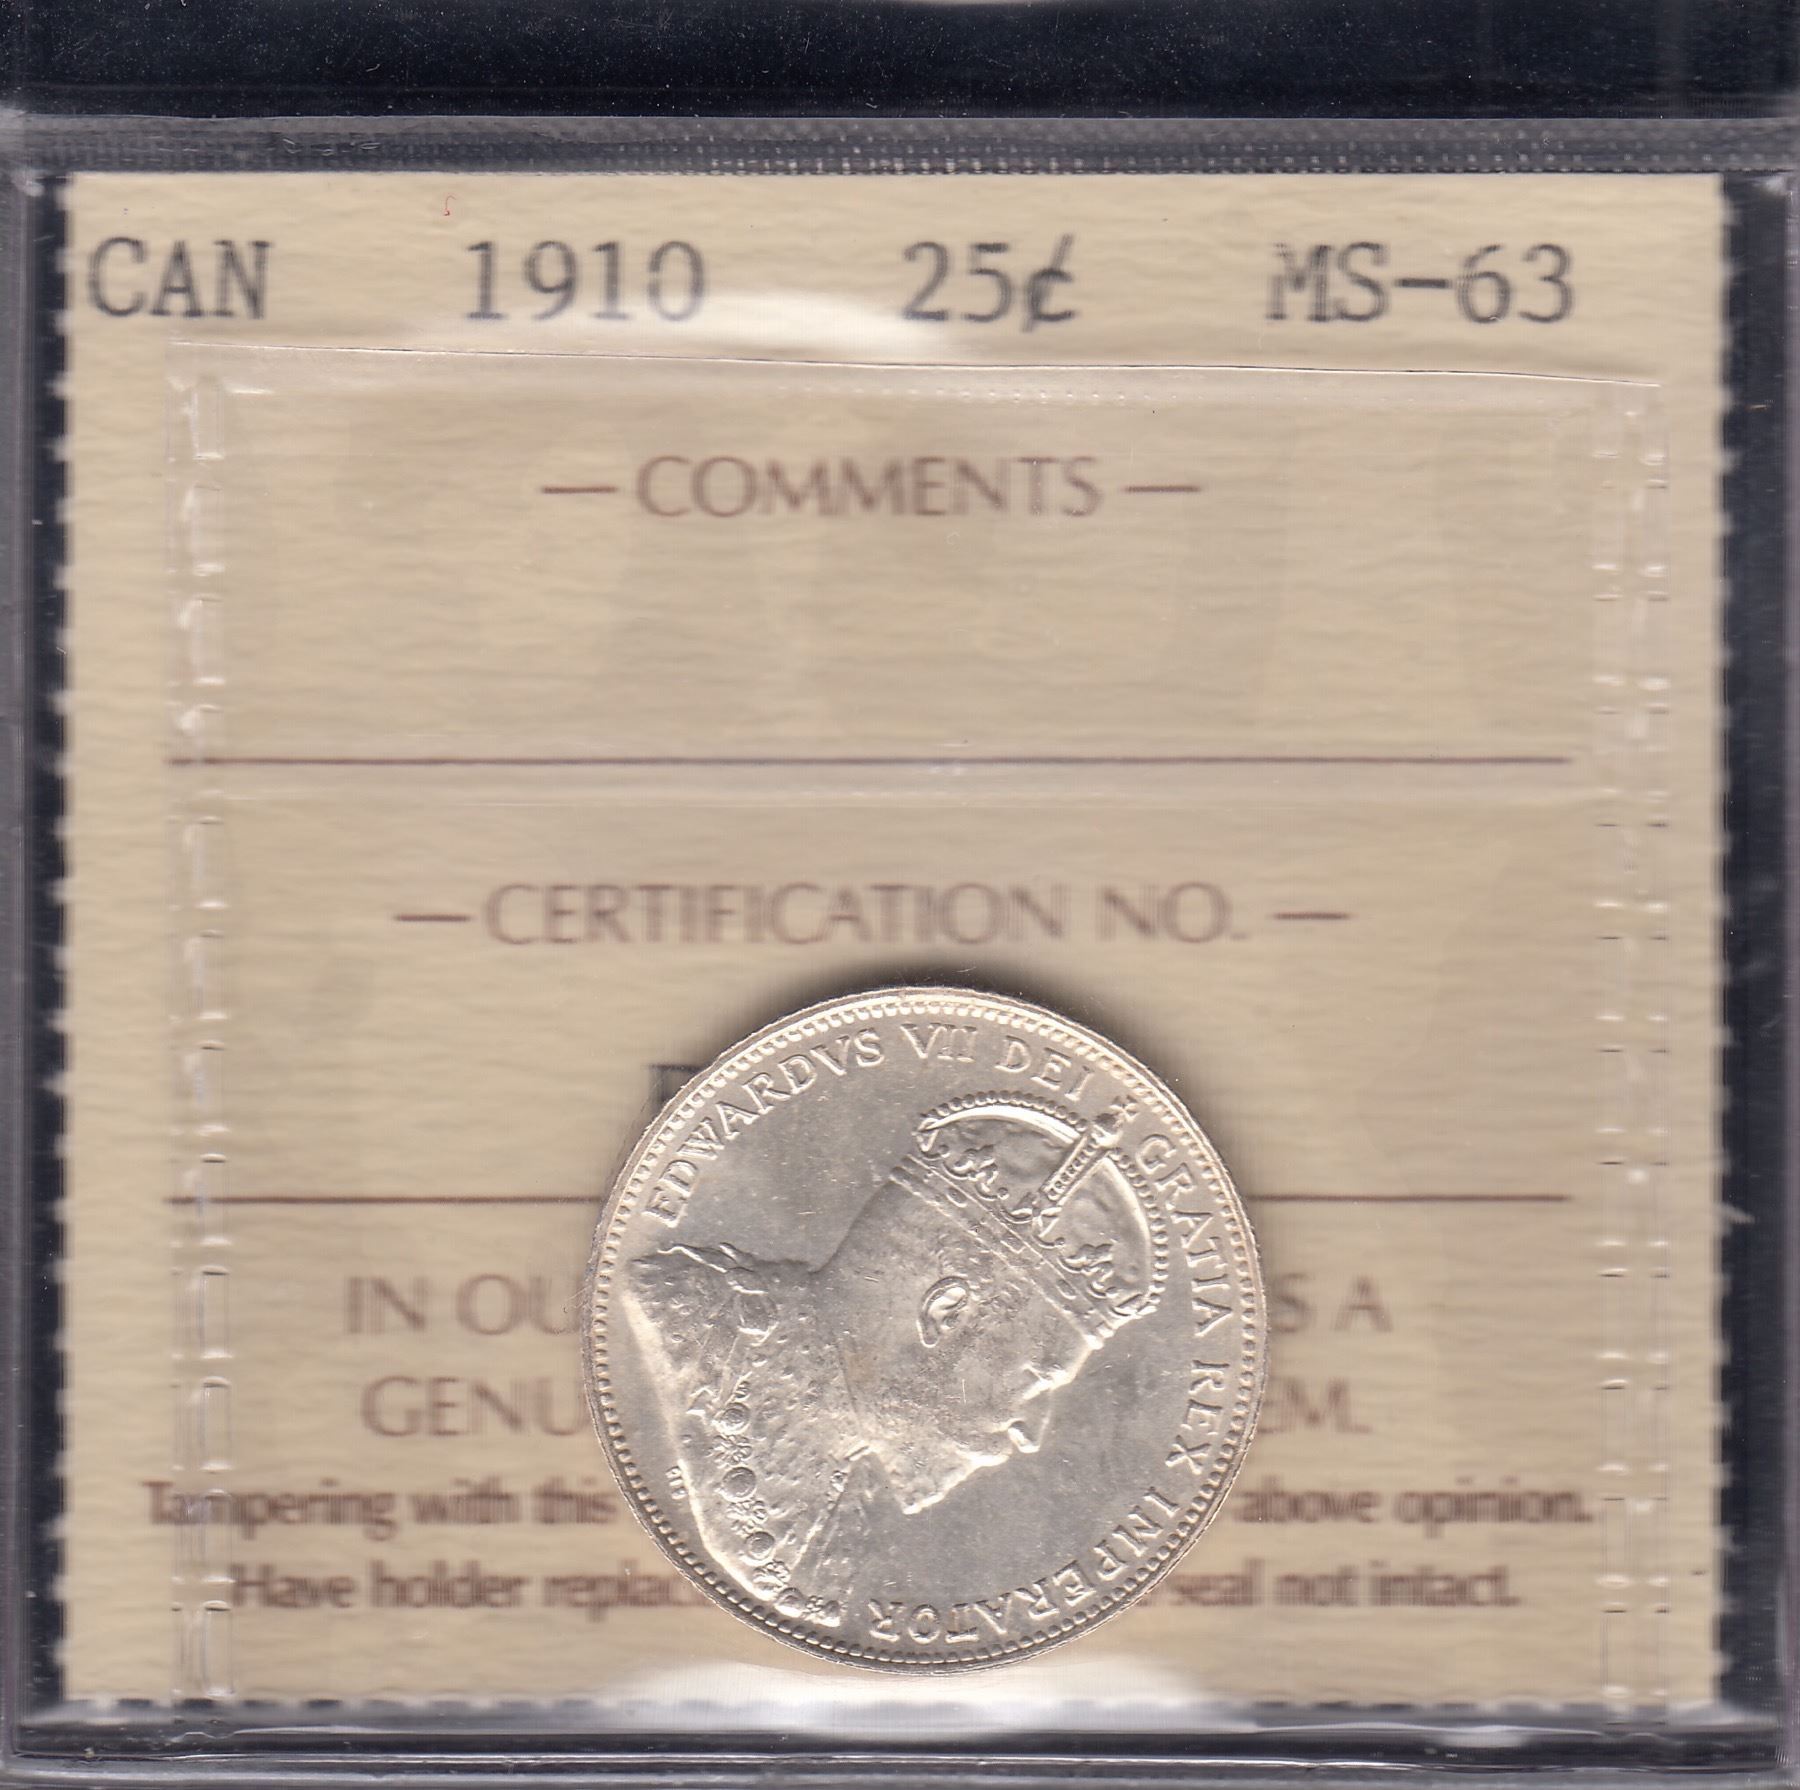 CAN 1910 25¢ MS-63
— COMMENTS —
— CERTIFICATION NO. —
EDWARDVS VII DEI GRATIA REX IMPERATOR
IN OU S A
GENU EM.
Tampering with this above opinion.
Have holder replac seal not intact.